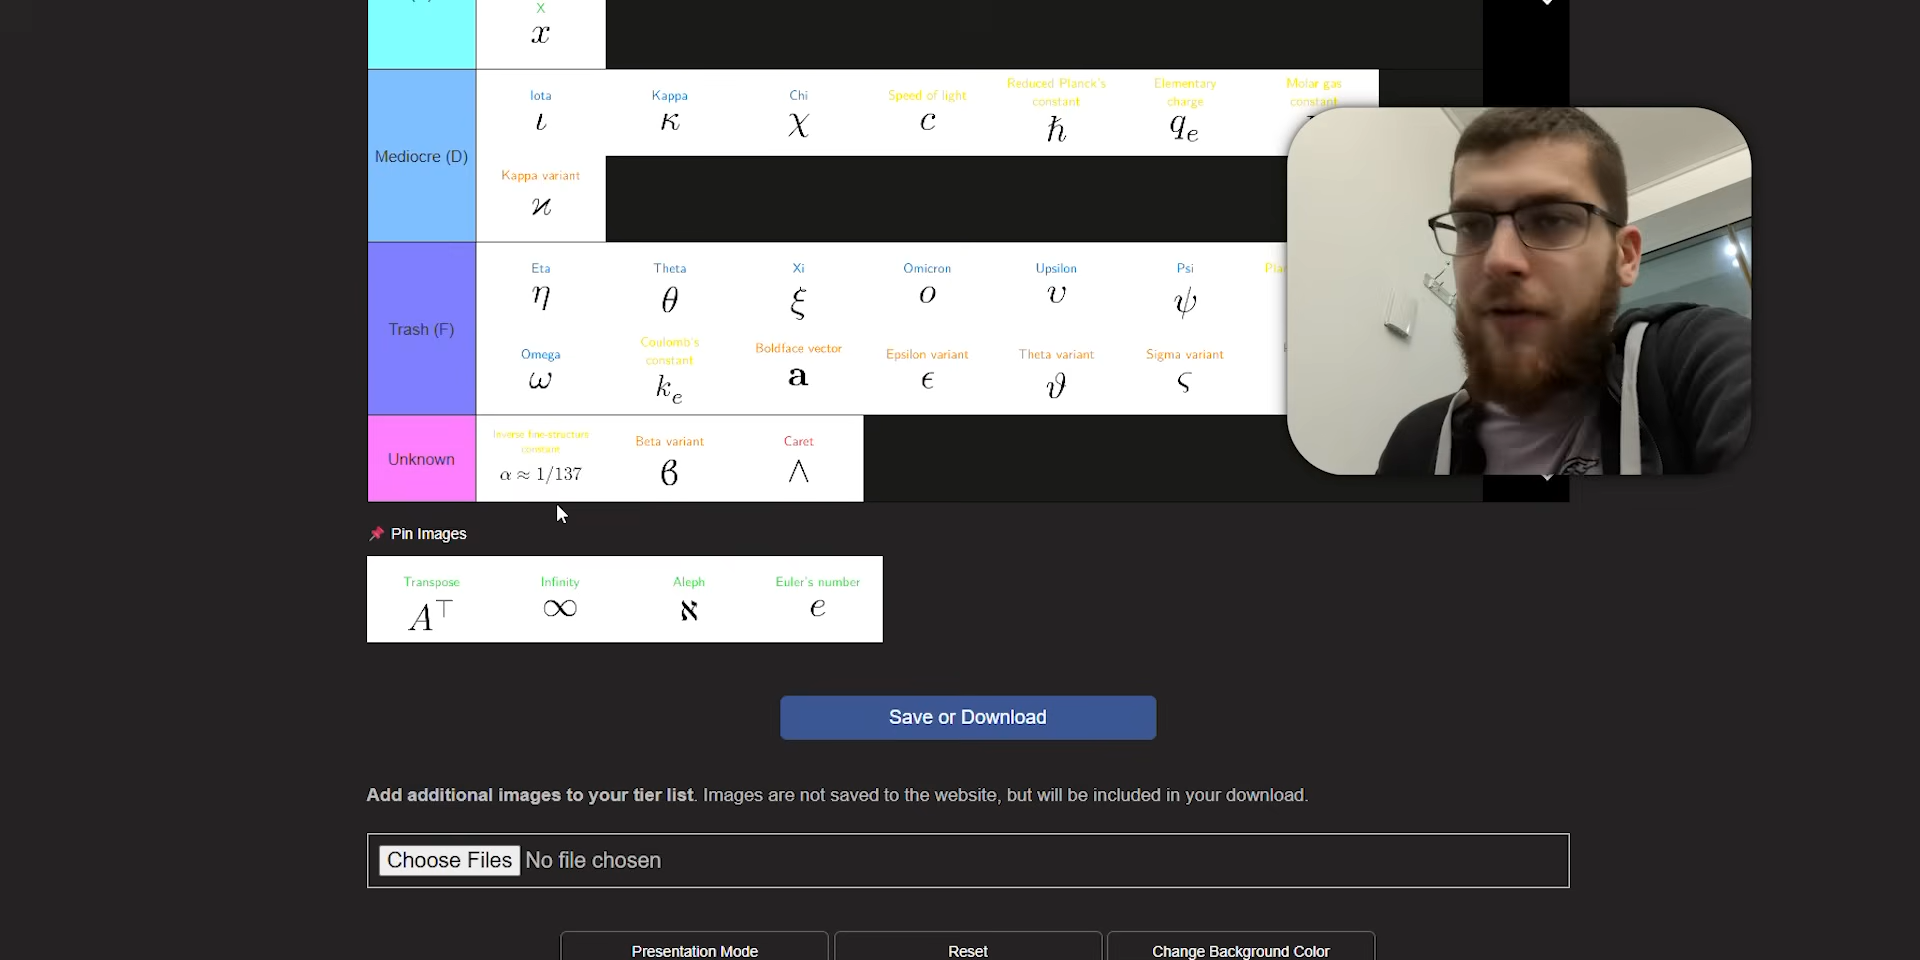 X
x
Mediocre (D)
Iota Kappa Chi Speed of light Reduced Planck's constant Elementary charge Molar gas constant
ι κ χ c ℏ qₑ
Kappa variant
ϰ
Trash (F)
Eta Theta Xi Omicron Upsilon Psi
η θ ξ ο υ ψ
Omega Coulomb's constant Boldface vector Epsilon variant Theta variant Sigma variant
ω kₑ a ϵ ϑ ς
Unknown
Inverse fine-structure constant Beta variant Caret
α ≈ 1/137 ϐ ∧
📌 Pin Images
Transpose Infinity Aleph Euler's number
A⊤ ∞ ℵ e
Save or Download
Add additional images to your tier list. Images are not saved to the website, but will be included in your download.
Choose Files No file chosen
Presentation Mode Reset Change Background Color